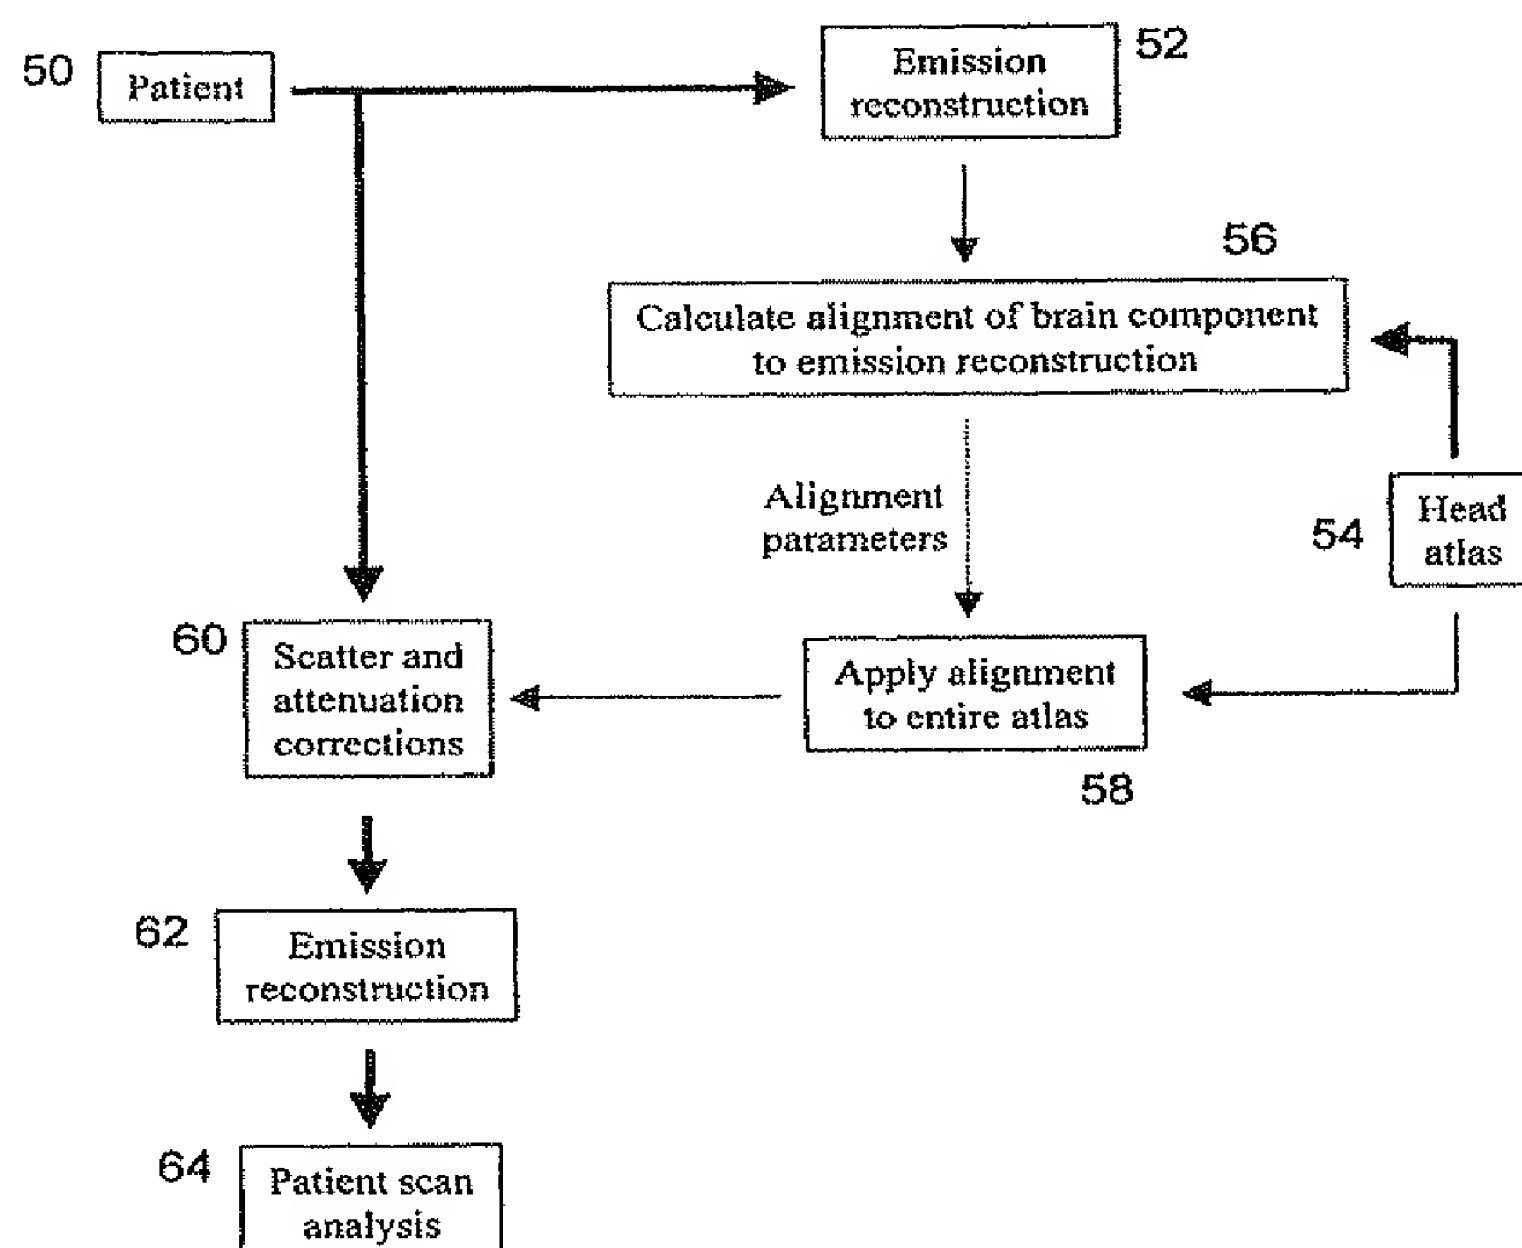 50
Patient
Emission
reconstruction
52
56
Calculate alignment of brain component
to emission reconstruction
Alignment
parameters
54
Head
atlas
60
Scatter and
attenuation
corrections
Apply alignment
to entire atlas
58
62
Emission
reconstruction
64
Patient scan
analysis